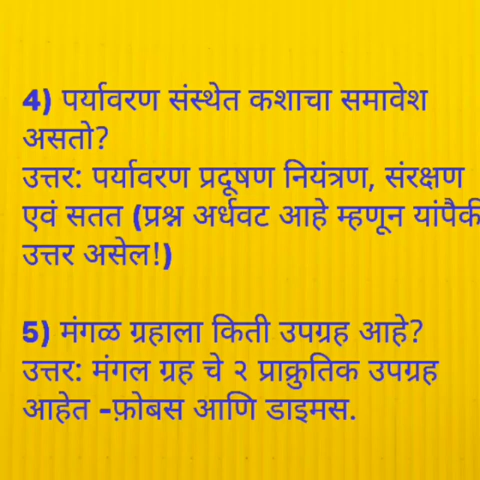 4) पर्यावरण संस्थेत कशाचा समावेश
असतो?
उत्तर: पर्यावरण प्रदूषण नियंत्रण, संरक्षण
एवं सतत (प्रश्न अर्धवट आहे म्हणून यांपैकी
उत्तर असेल!)
5) मंगळ ग्रहाला किती उपग्रह आहे?
उत्तर: मंगल ग्रह चे २ प्राक्रुतिक उपग्रह
आहेत -फ़ोबस आणि डाइमस.